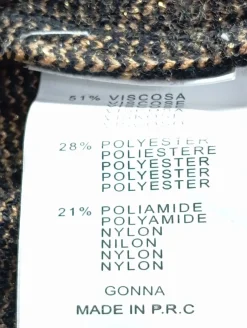 51% VISCOSA
VISCOSE
28% POLYESTER
POLIESTERE
POLYESTER
POLYESTER
POLYESTER
21% POLIAMIDE
POLYAMIDE
NYLON
NILON
NYLON
NYLON
GONNA
MADE IN P.R.C